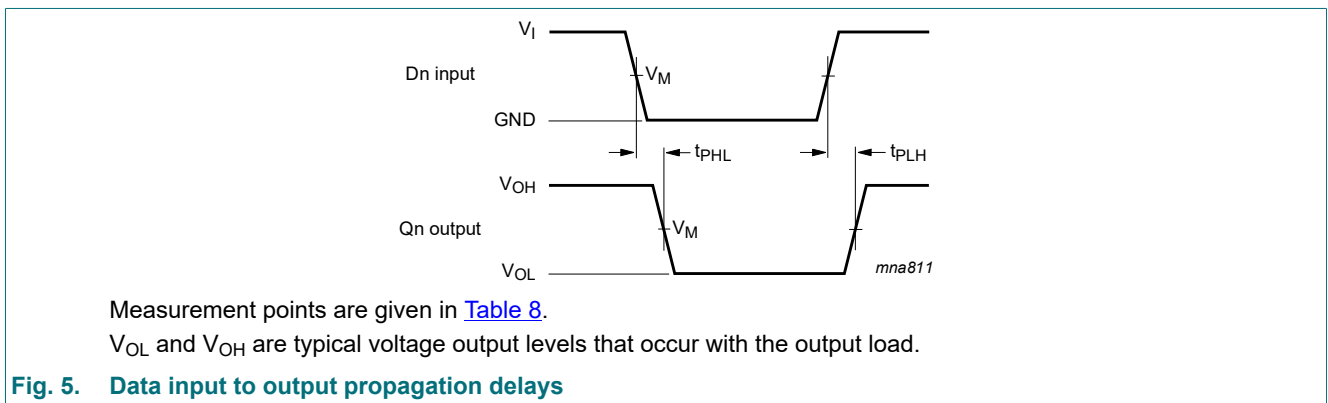 V_I
Dn input
V_M
GND
t_PHL
t_PLH
V_OH
Qn output
V_M
V_OL
mna811
Measurement points are given in Table 8.
V_OL and V_OH are typical voltage output levels that occur with the output load.
Fig. 5. Data input to output propagation delays